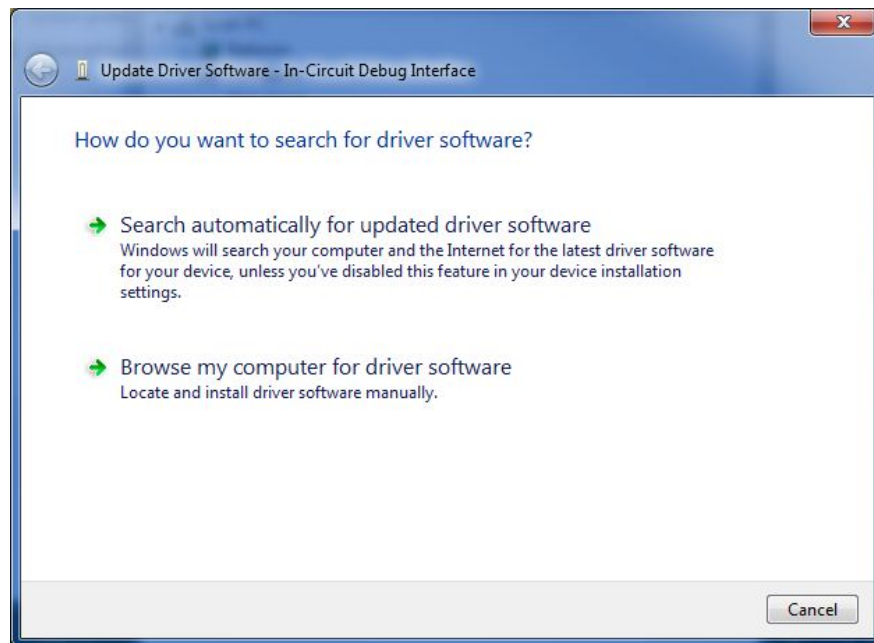 Update Driver Software - In-Circuit Debug Interface
How do you want to search for driver software?
Search automatically for updated driver software
Windows will search your computer and the Internet for the latest driver software
for your device, unless you've disabled this feature in your device installation
settings.
Browse my computer for driver software
Locate and install driver software manually.
Cancel